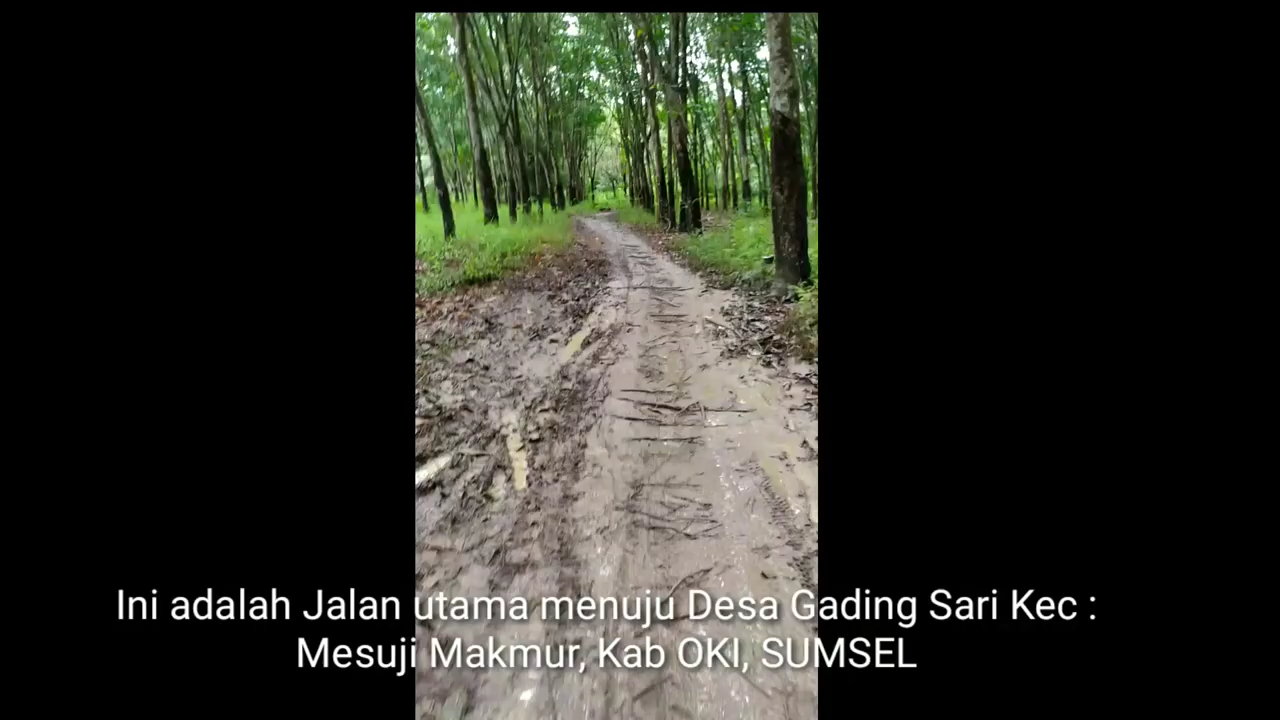 Ini adalah Jalan utama menuju Desa Gading Sari Kec :
Mesuji Makmur, Kab OKI, SUMSEL